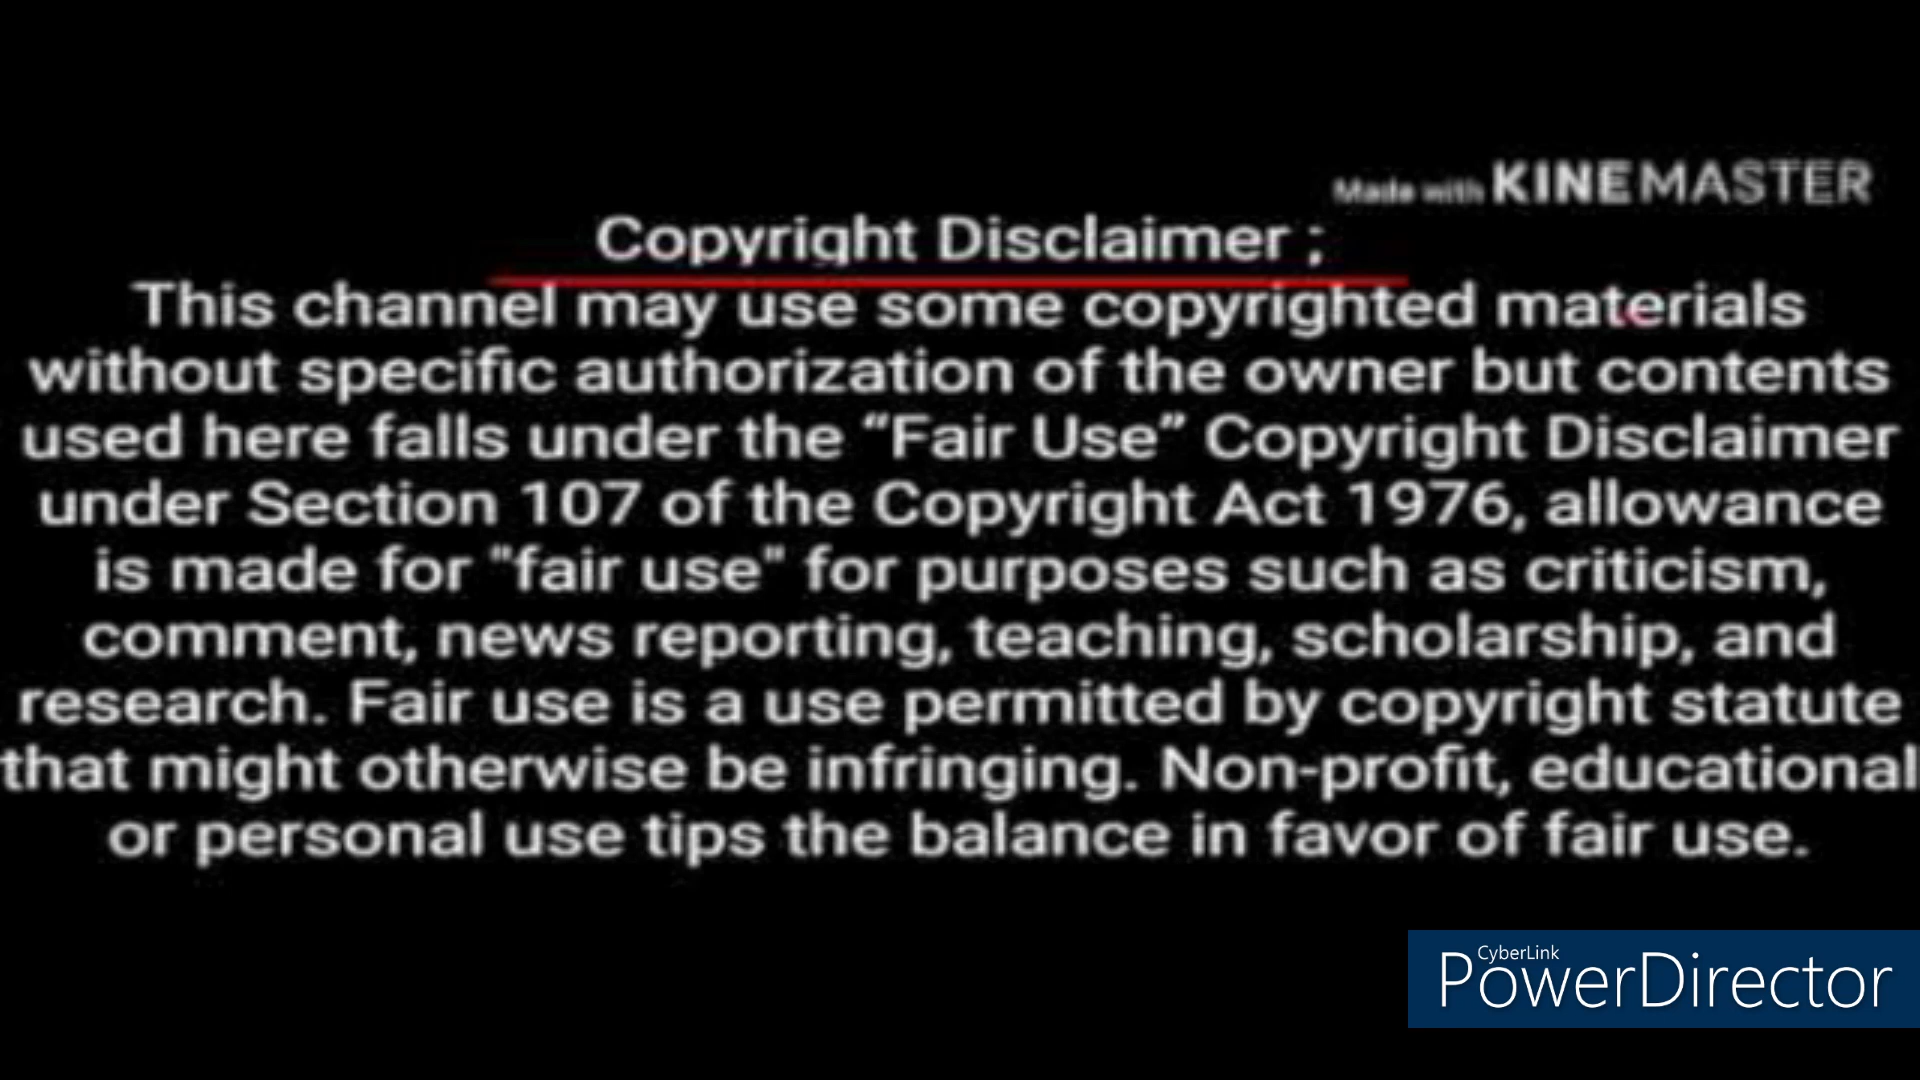 Made with KINEMASTER
Copyright Disclaimer ;
This channel may use some copyrighted materials
without specific authorization of the owner but contents
used here falls under the “Fair Use” Copyright Disclaimer
under Section 107 of the Copyright Act 1976, allowance
is made for "fair use" for purposes such as criticism,
comment, news reporting, teaching, scholarship, and
research. Fair use is a use permitted by copyright statute
that might otherwise be infringing. Non-profit, educational
or personal use tips the balance in favor of fair use.
CyberLink
PowerDirector